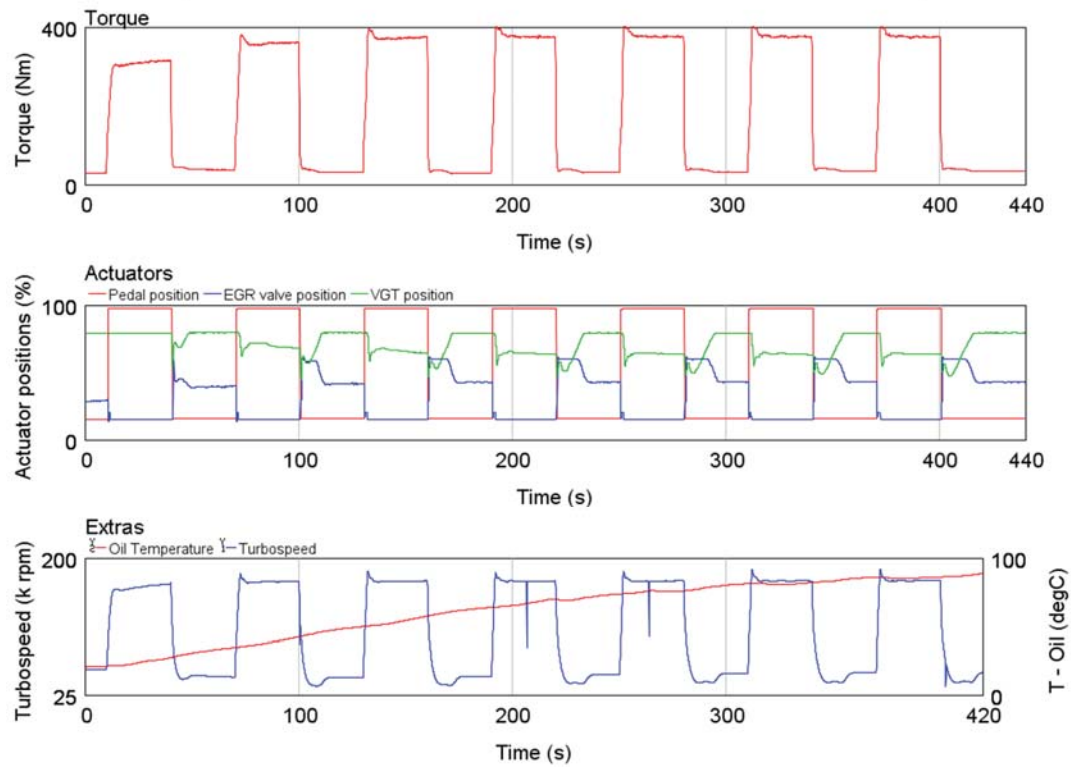 Torque
400
Torque (Nm)
0
0 100 200 300 400 440
Time (s)
Actuators
Pedal position EGR valve position VGT position
100
Actuator positions (%)
0
0 100 200 300 400 440
Time (s)
Extras
Oil Temperature Turbospeed
200 100
Turbospeed (k rpm)
T - Oil (degC)
25 0
0 100 200 300 420
Time (s)